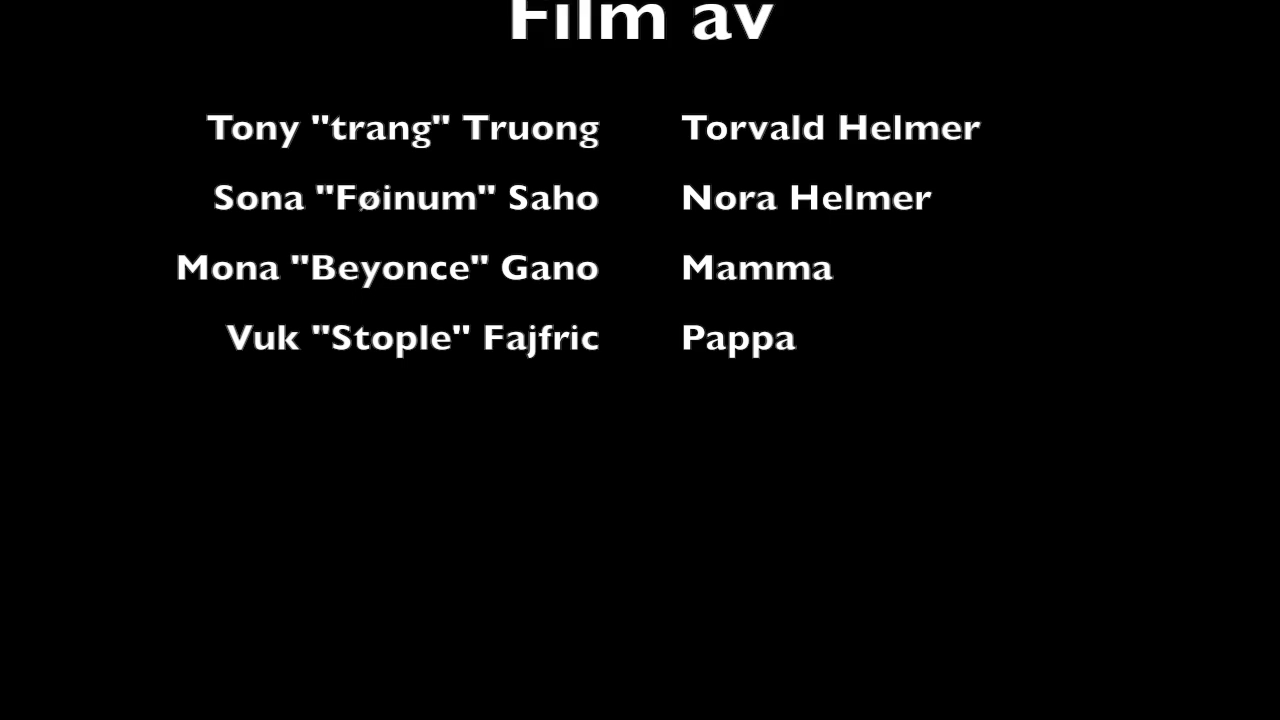 Film av
Tony "trang" Truong Torvald Helmer
Sona "Føinum" Saho Nora Helmer
Mona "Beyonce" Gano Mamma
Vuk "Stople" Fajfric Pappa